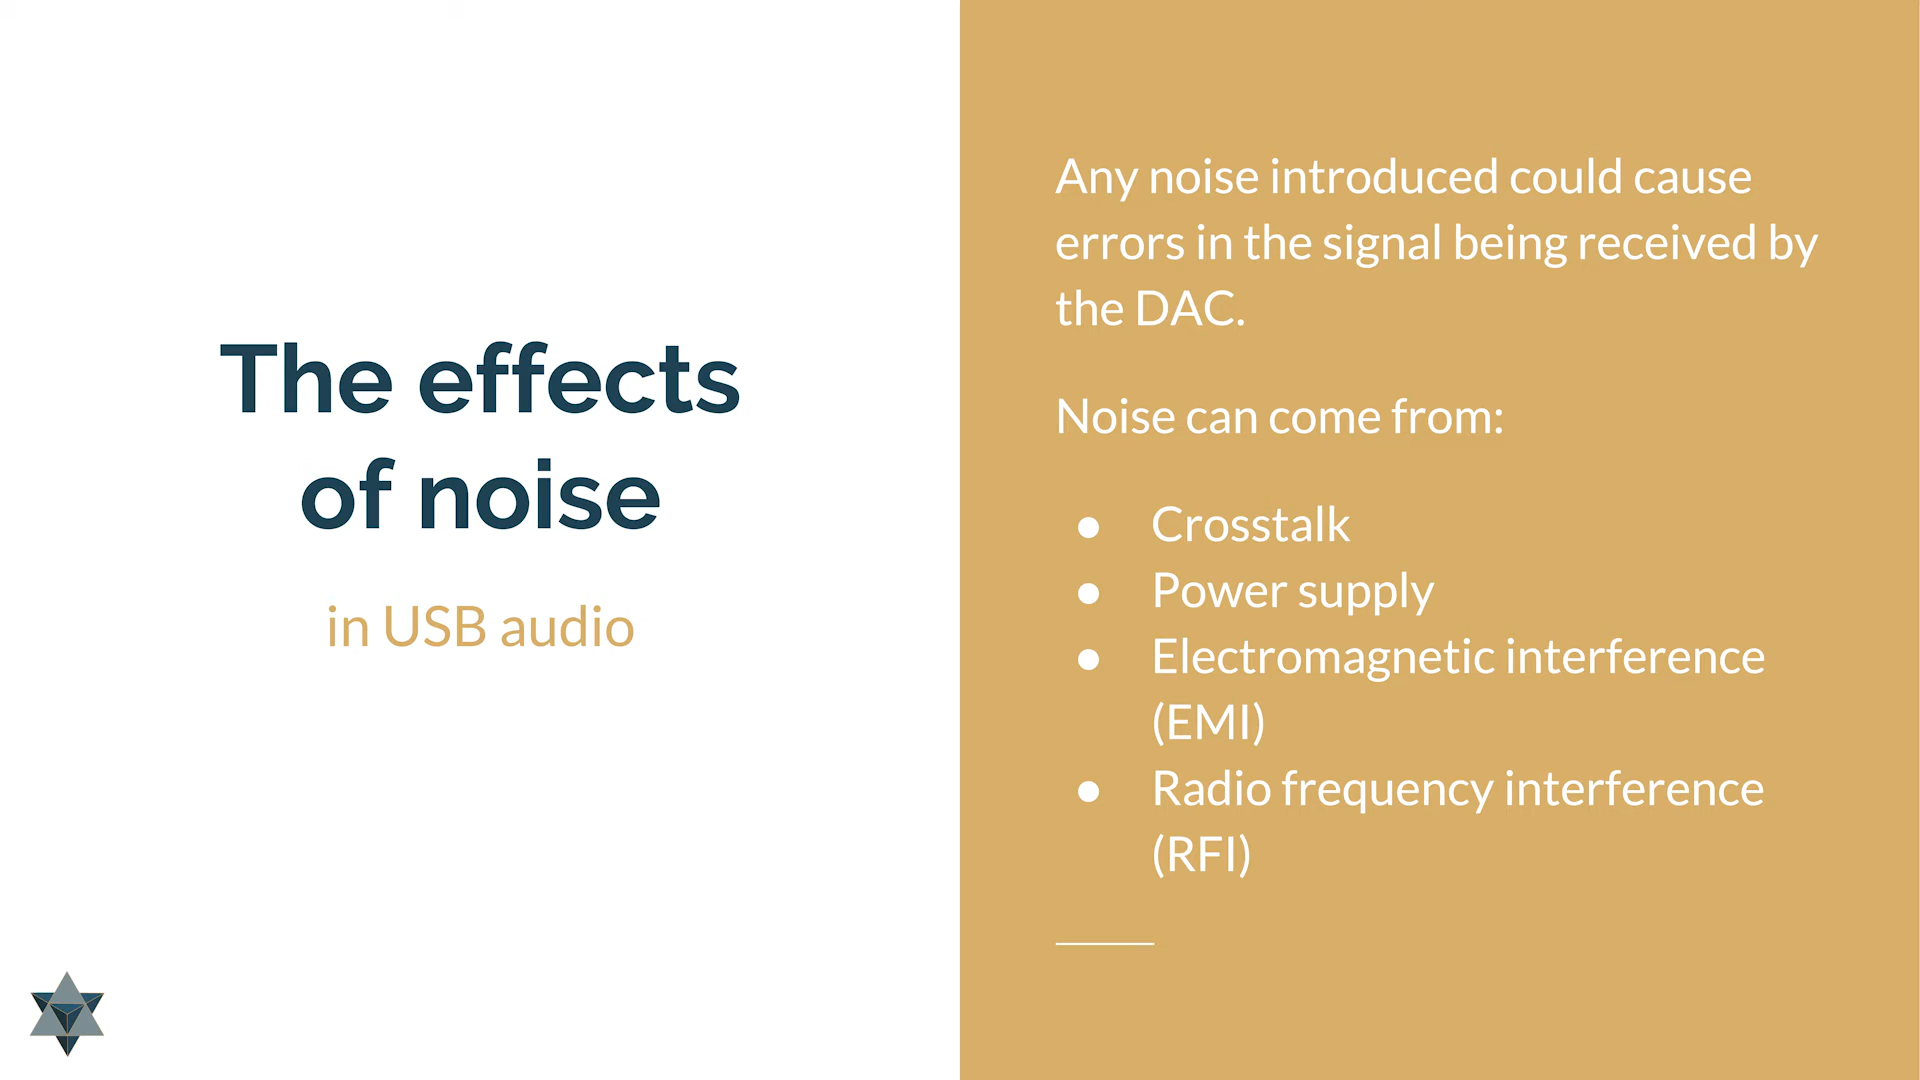 The effects
of noise
in USB audio
Any noise introduced could cause
errors in the signal being received by
the DAC.
Noise can come from:
● Crosstalk
● Power supply
● Electromagnetic interference
(EMI)
● Radio frequency interference
(RFI)